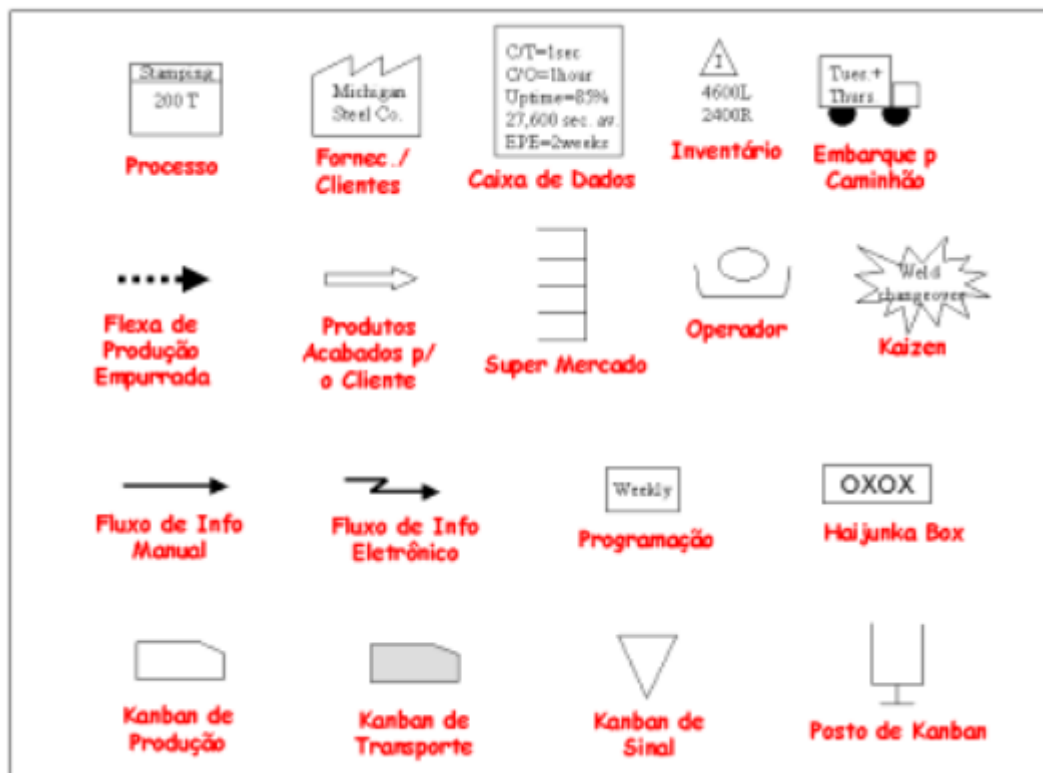 Stamping
200 T
Processo
Michigan
Steel Co.
Fornec./
Clientes
C/T=1sec
C/O=1hour
Uptime=85%
27,600 sec. av.
EPE=2weeks
Caixa de Dados
I
4600L
2400R
Inventário
Tues.+
Thurs.
Embarque p
Caminhão
Flexa de
Produção
Empurrada
Produtos
Acabados p/
o Cliente
Super Mercado
Operador
Weld
changeover
Kaizen
Fluxo de Info
Manual
Fluxo de Info
Eletrônico
Weekly
Programação
OXOX
Haijunka Box
Kanban de
Produção
Kanban de
Transporte
Kanban de
Sinal
Posto de Kanban